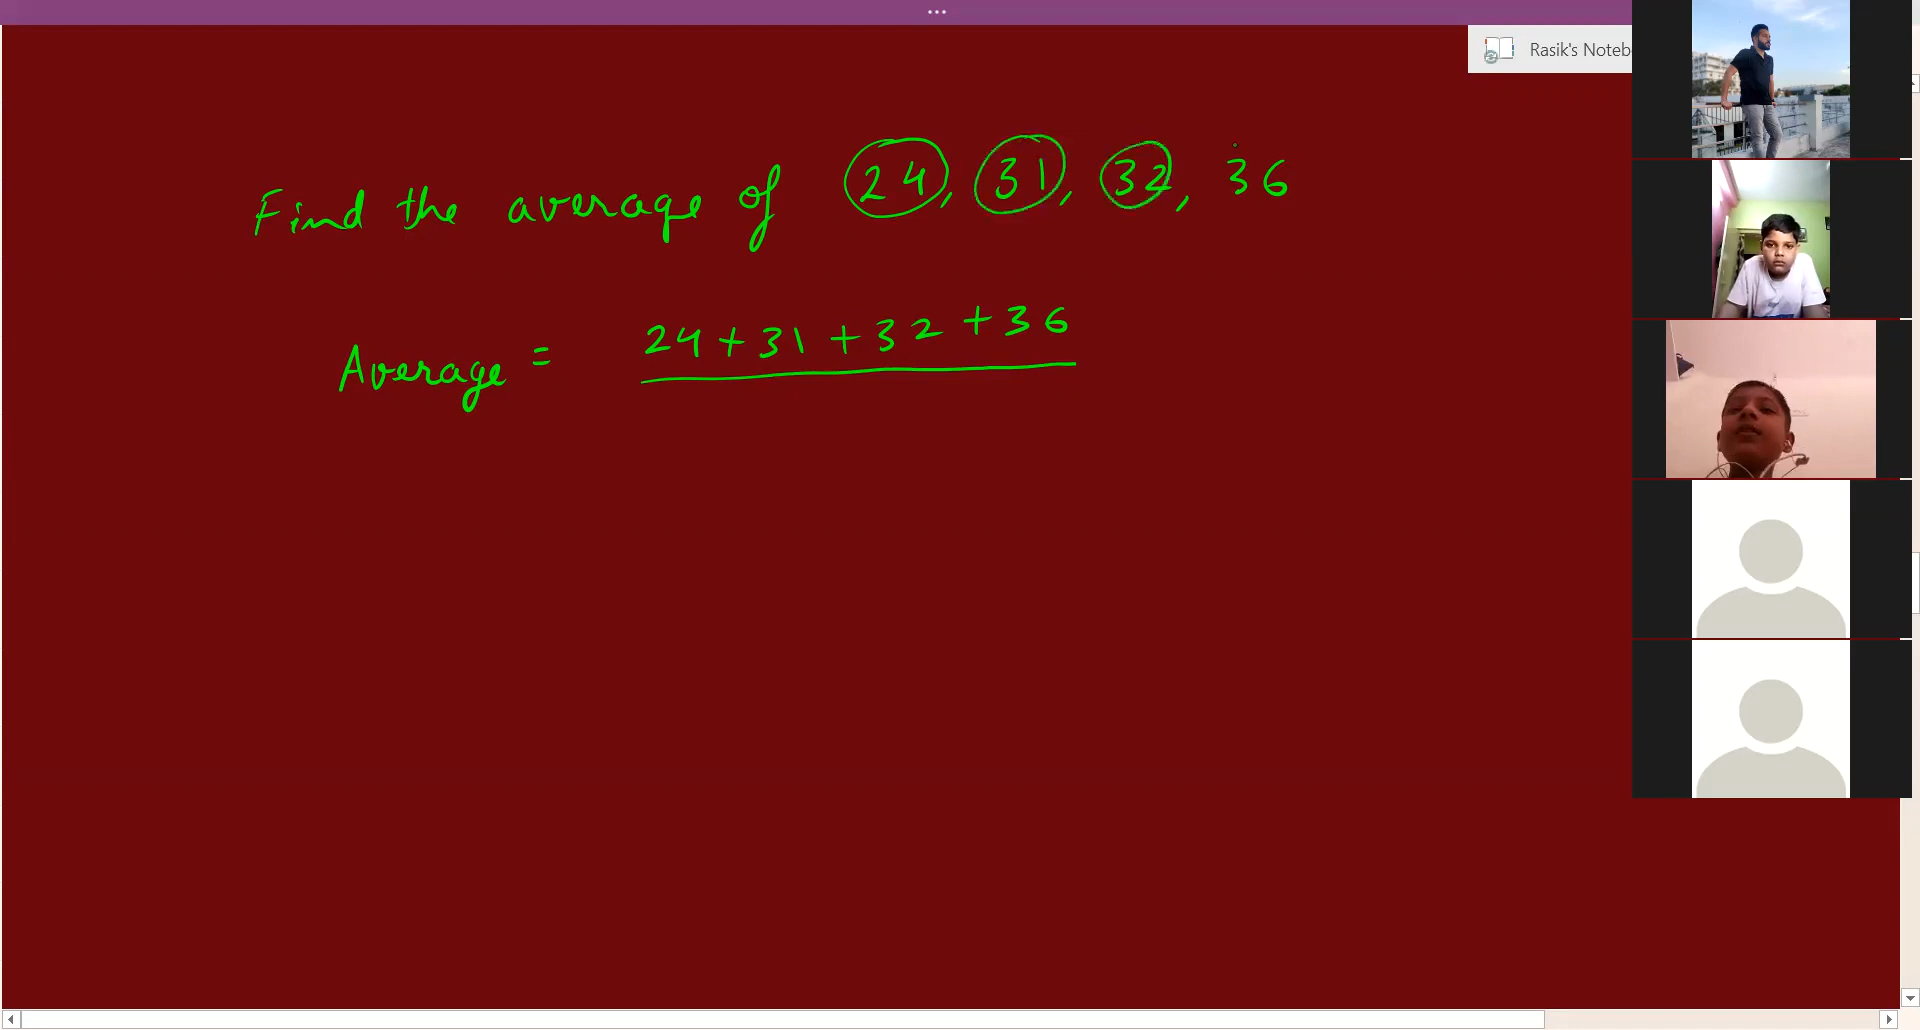 Rasik's Noteb
Find the average of 24, 31, 32, 36
Average = 24 + 31 + 32 + 36